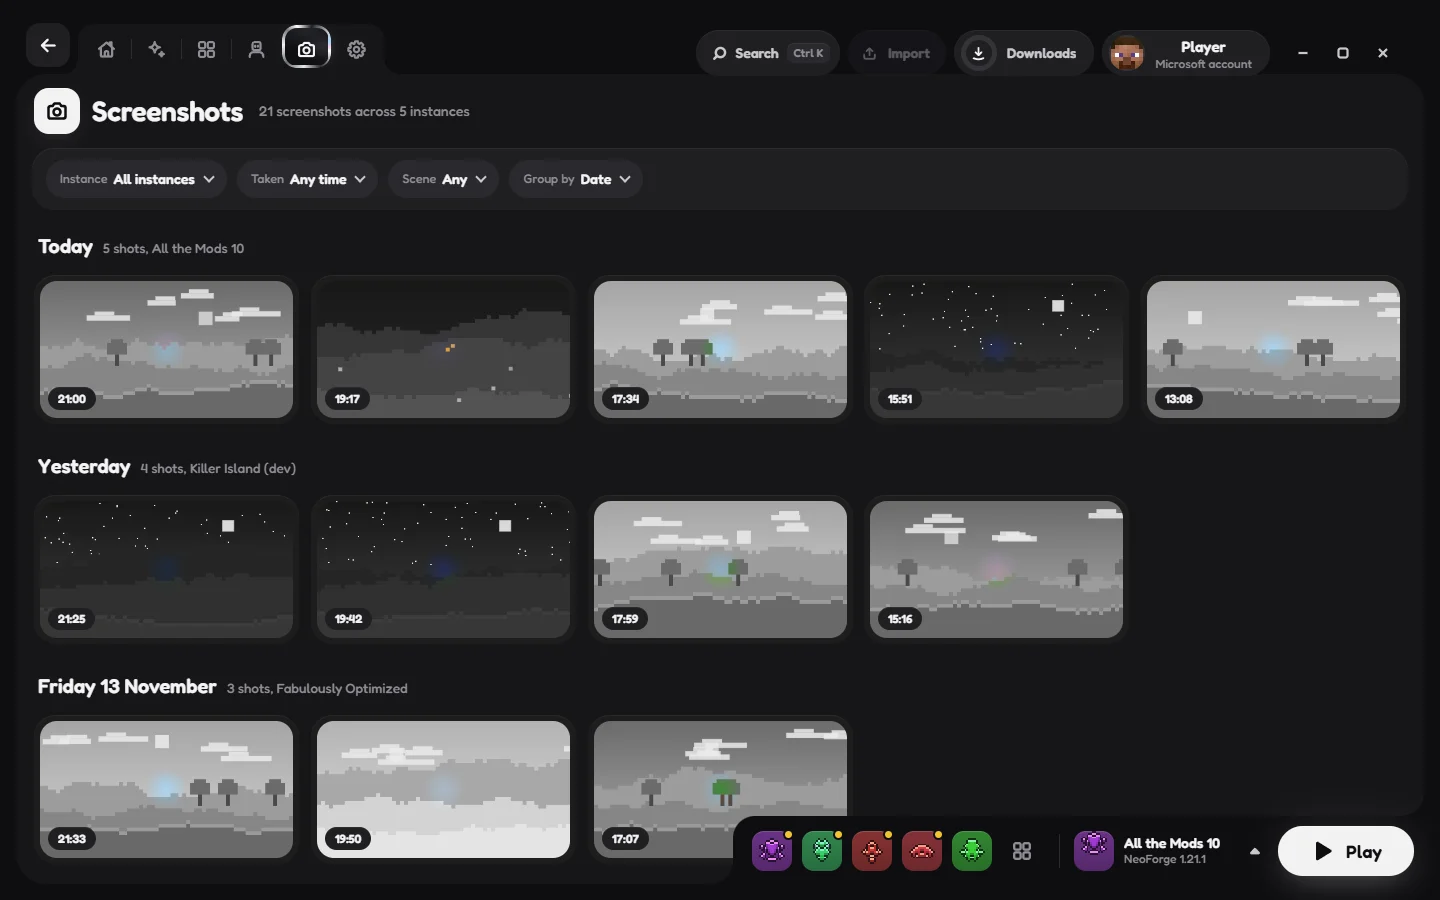 Search Ctrl K
Import
Downloads
Player
Microsoft account
Screenshots
21 screenshots across 5 instances
Instance All instances
Taken Any time
Scene Any
Group by Date
Today
5 shots, All the Mods 10
21:00
19:17
17:34
15:51
13:08
Yesterday
4 shots, Killer Island (dev)
21:25
19:42
17:59
15:16
Friday 13 November
3 shots, Fabulously Optimized
21:33
19:50
17:07
All the Mods 10
NeoForge 1.21.1
Play